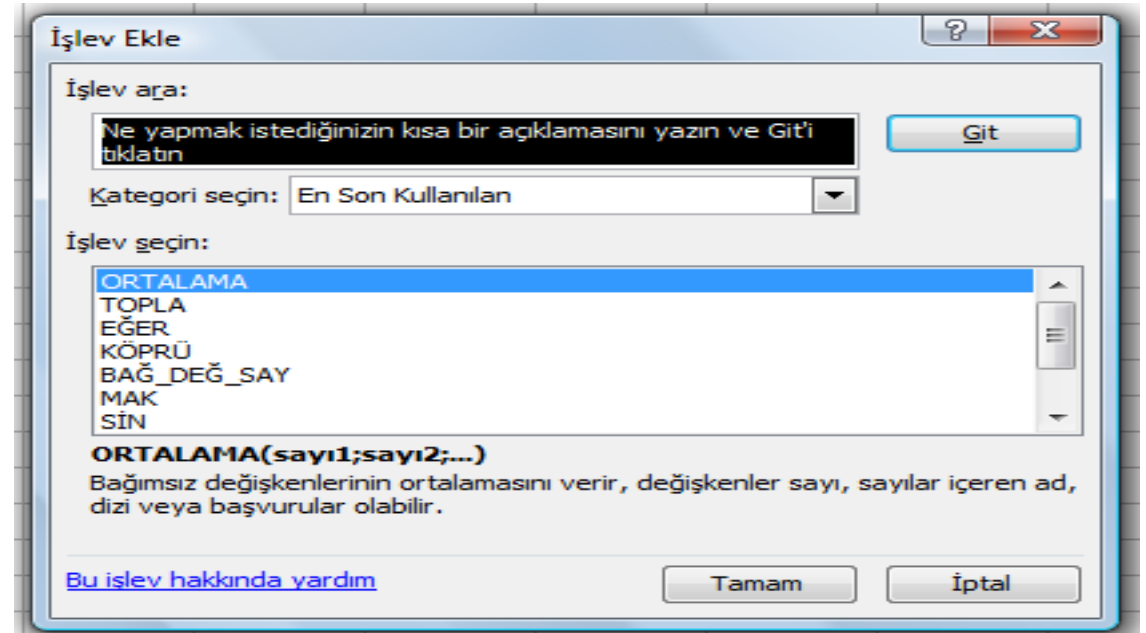 İşlev Ekle
İşlev ara:
Ne yapmak istediğinizin kısa bir açıklamasını yazın ve Git'i
tıklatın
Git
Kategori seçin: En Son Kullanılan
İşlev seçin:
ORTALAMA
TOPLA
EĞER
KÖPRÜ
BAĞ_DEĞ_SAY
MAK
SİN
ORTALAMA(sayı1;sayı2;...)
Bağımsız değişkenlerinin ortalamasını verir, değişkenler sayı, sayılar içeren ad,
dizi veya başvurular olabilir.
Bu işlev hakkında yardım
Tamam
İptal